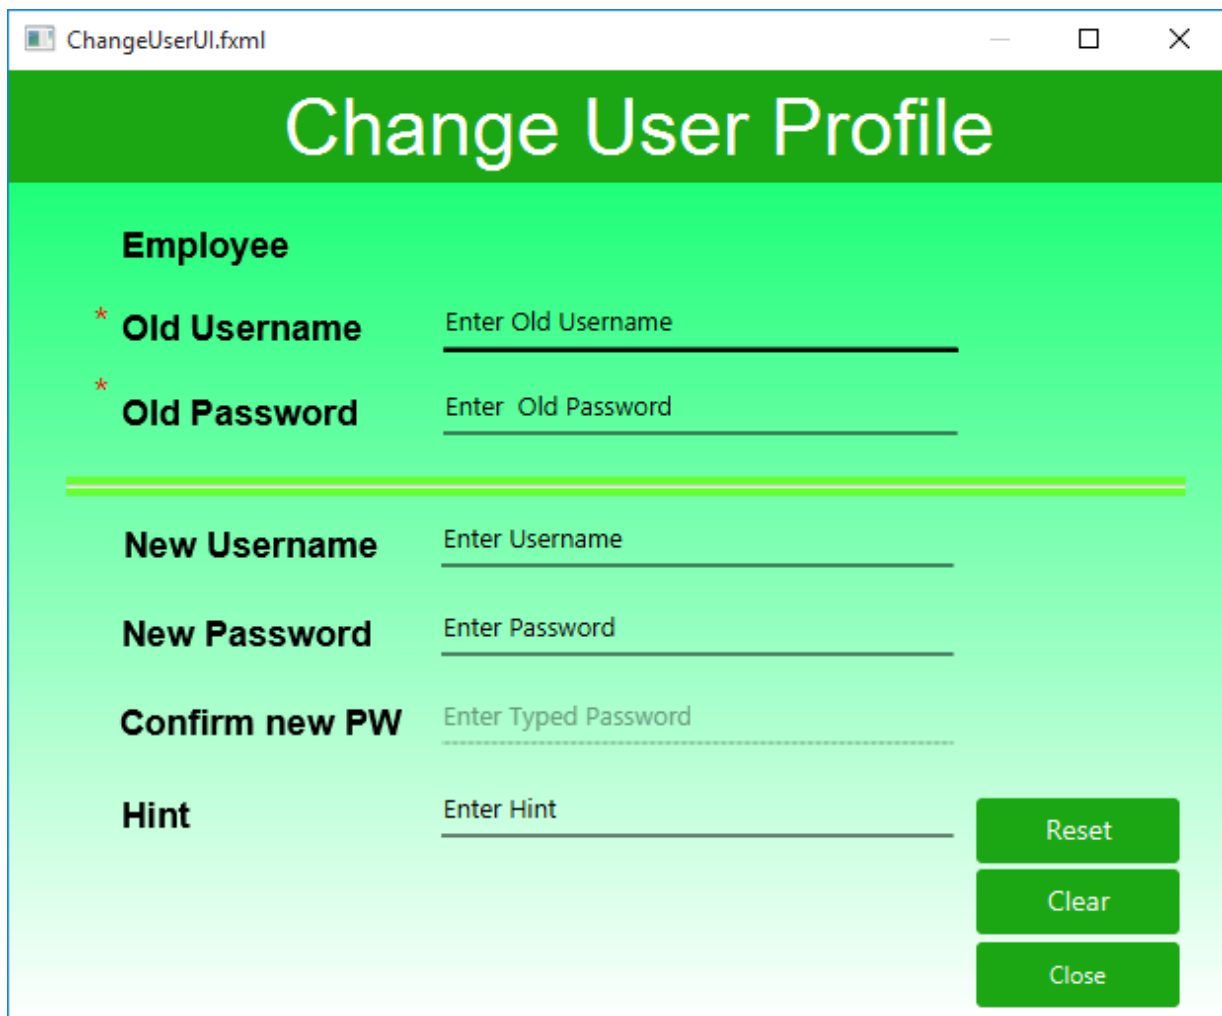 ChangeUserUI.fxml
Change User Profile
Employee
* Old Username Enter Old Username
* Old Password Enter  Old Password
New Username Enter Username
New Password Enter Password
Confirm new PW Enter Typed Password
Hint Enter Hint
Reset
Clear
Close